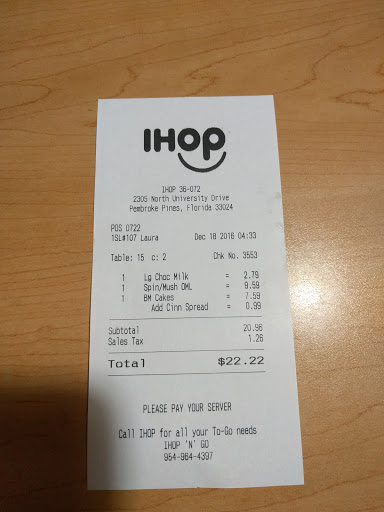 IHOP
IHOP 36-072
2305 North University Drive
Pembroke Pines, Florida 33024
POS 0722
1SL#107 Laura Dec 18 2016 04:33
Table: 15 c: 2 Chk No. 3553
1 Lg Choc Milk = 2.79
1 Spin/Mush OML = 9.59
1 BM Cakes = 7.59
Add Cinn Spread = 0.99
Subtotal 20.96
Sales Tax 1.26
Total $22.22
PLEASE PAY YOUR SERVER
Call IHOP for all your To-Go needs
IHOP 'N' GO
954-964-4397